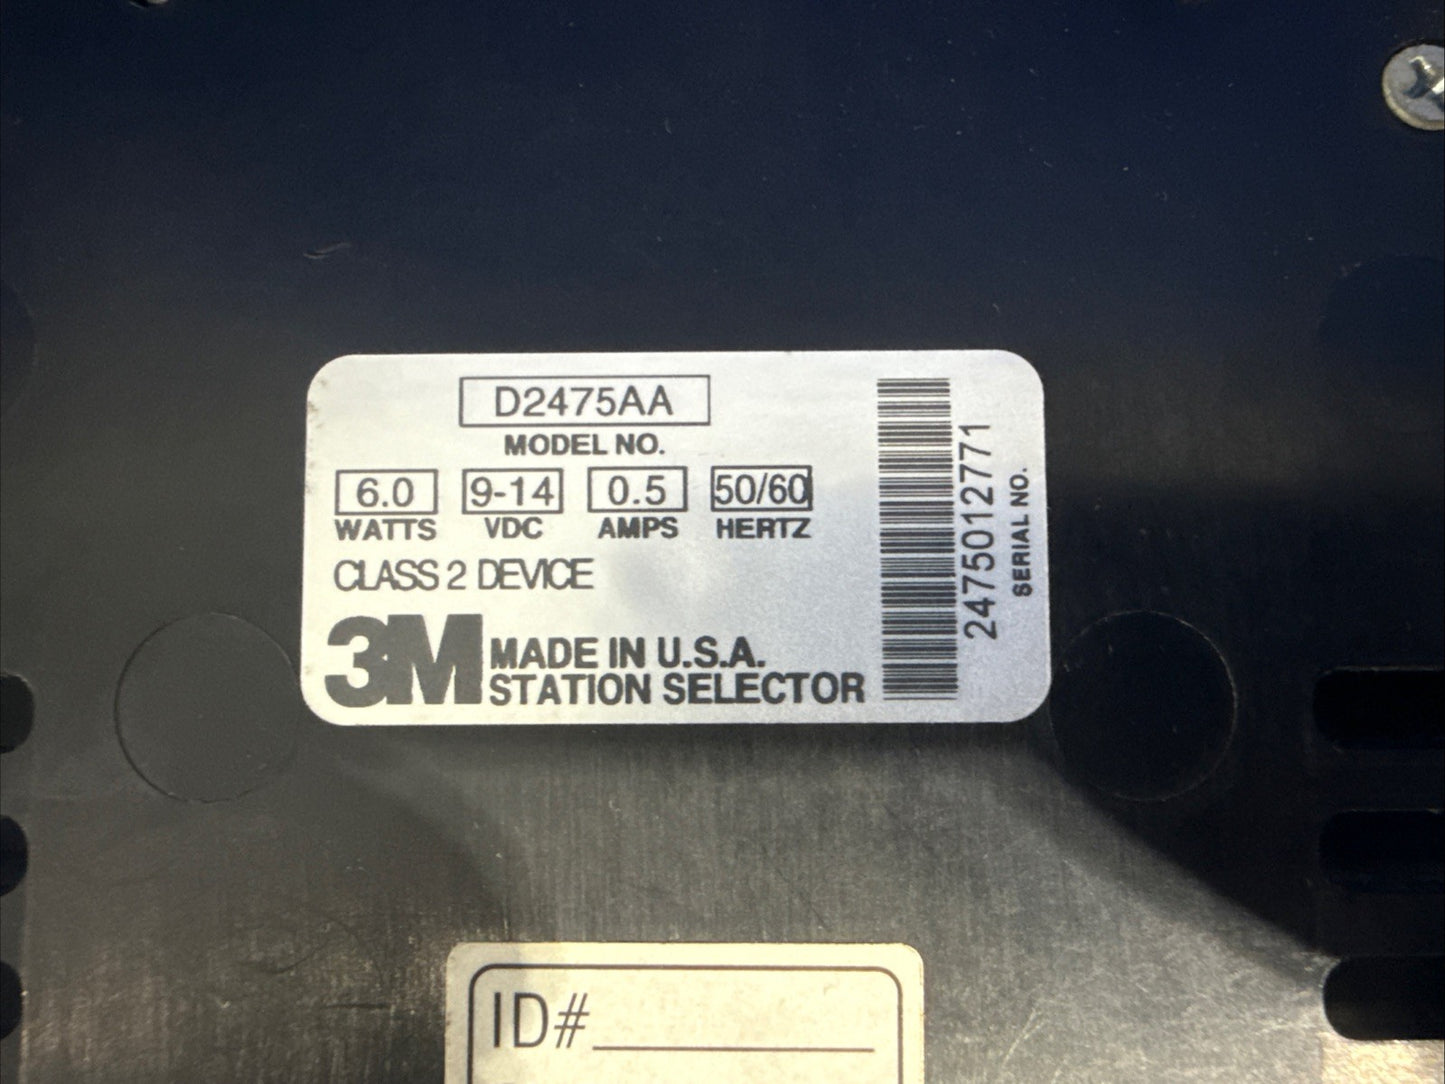 D2475AA
MODEL NO.
6.0 9-14 0.5 50/60
WATTS VDC AMPS HERTZ
CLASS 2 DEVICE
3M MADE IN U.S.A.
STATION SELECTOR
2475012771
SERIAL NO.
ID#